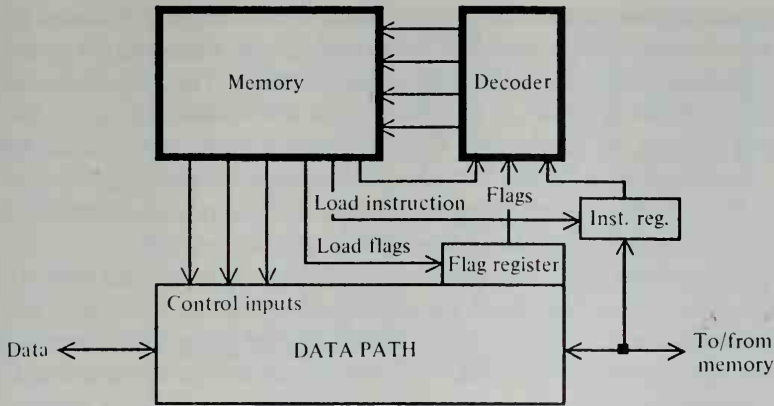 Memory
Decoder
Load instruction
Flags
Inst. reg.
Load flags
Flag register
Control inputs
Data
DATA PATH
To/from
memory